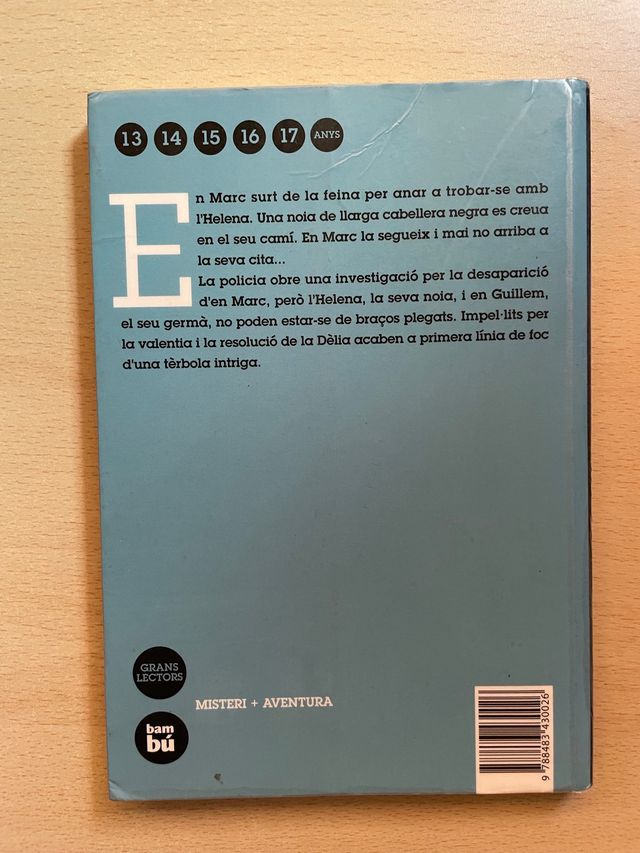 13 14 15 16 17 ANYS
En Marc surt de la feina per anar a trobar-se amb
l'Helena. Una noia de llarga cabellera negra es creua
en el seu camí. En Marc la segueix i mai no arriba a
la seva cita...
La policia obre una investigació per la desaparició
d'en Marc, però l'Helena, la seva noia, i en Guillem,
el seu germà, no poden estar-se de braços plegats. Impel·lits per
la valentia i la resolució de la Dèlia acaben a primera línia de foc
d'una tèrbola intriga.
GRANS
LECTORS
MISTERI + AVENTURA
bam
bú
9 788483 430026